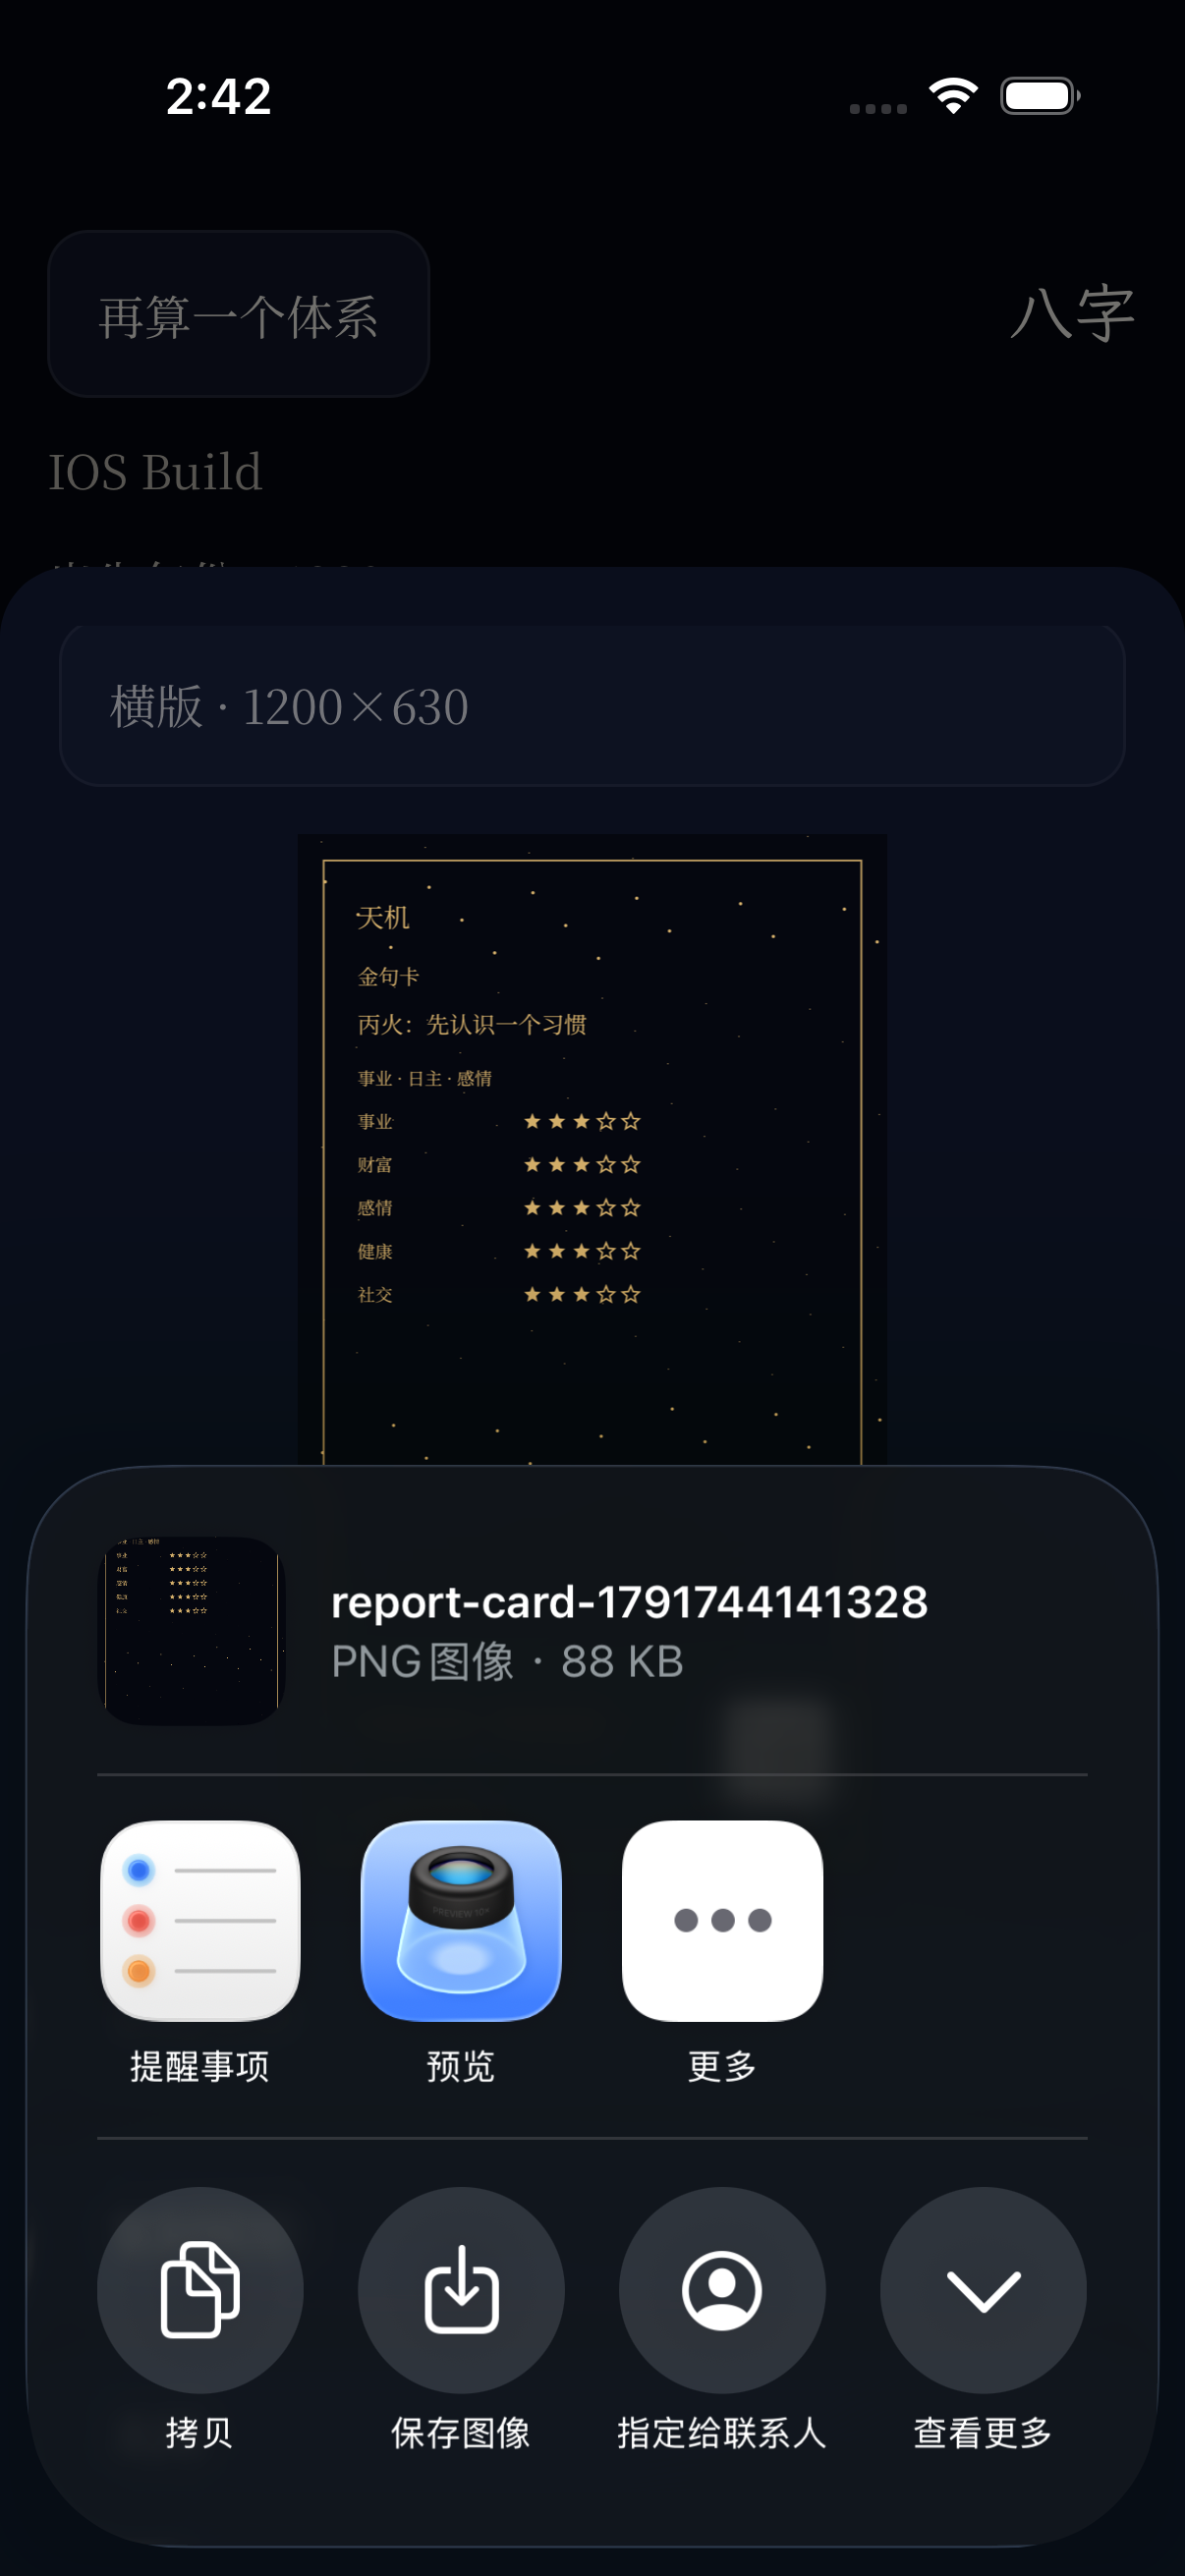 2:42
再算一个体系
八字
IOS Build
横版 · 1200×630
天机
金句卡
丙火：先认识一个习惯
事业 · 日主 · 感情
事业 ★★★☆☆
财富 ★★★☆☆
感情 ★★★☆☆
健康 ★★★☆☆
社交 ★★★☆☆
report-card-1791744141328
PNG图像 · 88 KB
提醒事项
预览
更多
拷贝
保存图像
指定给联系人
查看更多